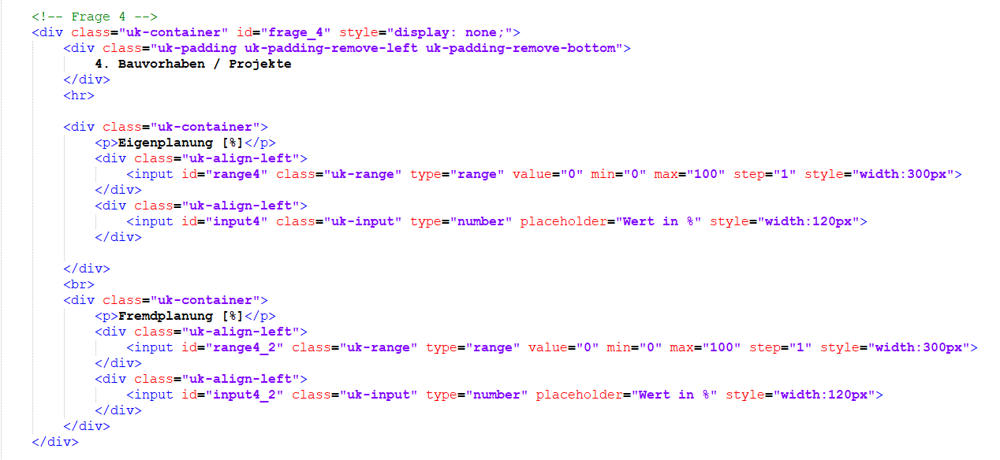 <!-- Frage 4 -->
<div class="uk-container" id="frage_4" style="display: none;">
<div class="uk-padding uk-padding-remove-left uk-padding-remove-bottom">
4. Bauvorhaben / Projekte
</div>
<hr>
<div class="uk-container">
<p>Eigenplanung [%]</p>
<div class="uk-align-left">
<input id="range4" class="uk-range" type="range" value="0" min="0" max="100" step="1" style="width:300px">
</div>
<div class="uk-align-left">
<input id="input4" class="uk-input" type="number" placeholder="Wert in %" style="width:120px">
</div>
</div>
<br>
<div class="uk-container">
<p>Fremdplanung [%]</p>
<div class="uk-align-left">
<input id="range4_2" class="uk-range" type="range" value="0" min="0" max="100" step="1" style="width:300px">
</div>
<div class="uk-align-left">
<input id="input4_2" class="uk-input" type="number" placeholder="Wert in %" style="width:120px">
</div>
</div>
</div>